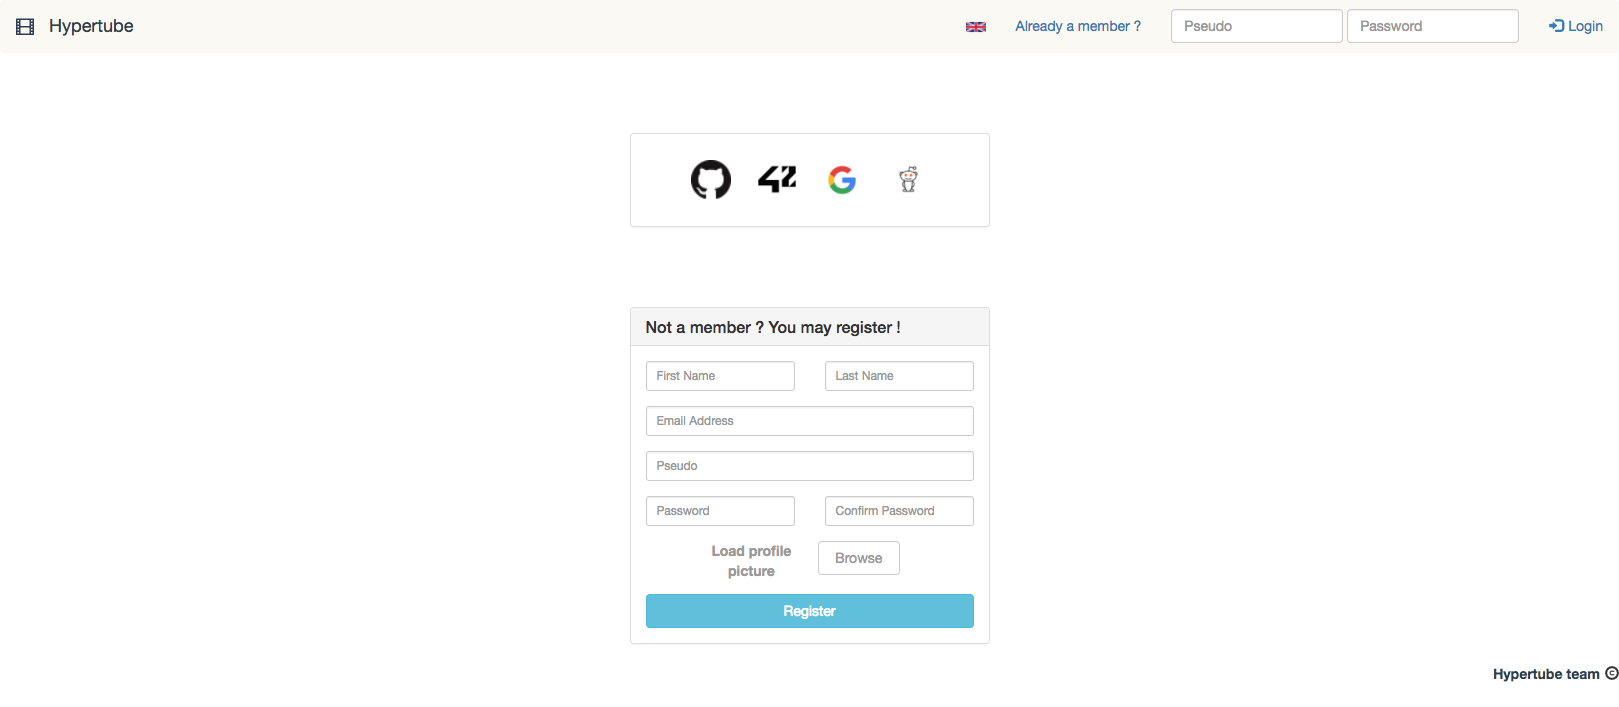 Hypertube
Already a member ?
Pseudo
Password
Login
42
Not a member ? You may register !
First Name
Last Name
Email Address
Pseudo
Password
Confirm Password
Load profile
picture
Browse
Register
Hypertube team ©